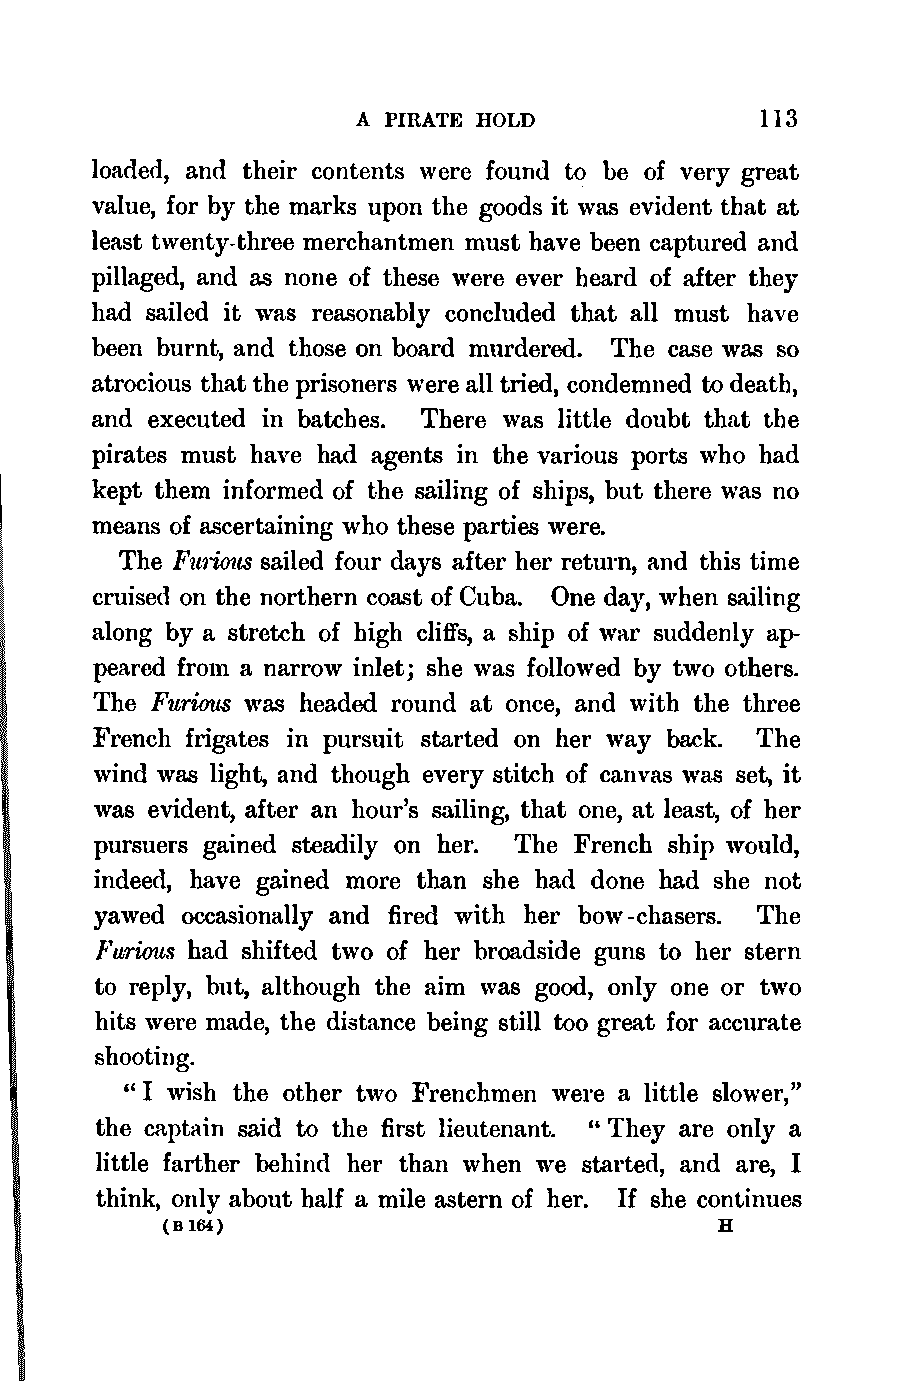 A PIRATE HOLD 113
loaded, and their contents were found to be of very great
value, for by the marks upon the goods it was evident that at
least twenty-three merchantmen must have been captured and
pillaged, and as none of these were ever heard of after they
had sailed it was reasonably concluded that all must have
been burnt, and those on board murdered. The case was so
atrocious that the prisoners were all tried, condemned to death,
and executed in batches. There was little doubt that the
pirates must have had agents in the various ports who had
kept them informed of the sailing of ships, but there was no
means of ascertaining who these parties were.
The Furious sailed four days after her return, and this time
cruised on the northern coast of Cuba. One day, when sailing
along by a stretch of high cliffs, a ship of war suddenly ap-
peared from a narrow inlet; she was followed by two others.
The Furious was headed round at once, and with the three
French frigates in pursuit started on her way back. The
wind was light, and though every stitch of canvas was set, it
was evident, after an hour's sailing, that one, at least, of her
pursuers gained steadily on her. The French ship would,
indeed, have gained more than she had done had she not
yawed occasionally and fired with her bow-chasers. The
Furious had shifted two of her broadside guns to her stern
to reply, but, although the aim was good, only one or two
hits were made, the distance being still too great for accurate
shooting.
"I wish the other two Frenchmen were a little slower,"
the captain said to the first lieutenant. "They are only a
little farther behind her than when we started, and are, I
think, only about half a mile astern of her. If she continues
(B 164) H